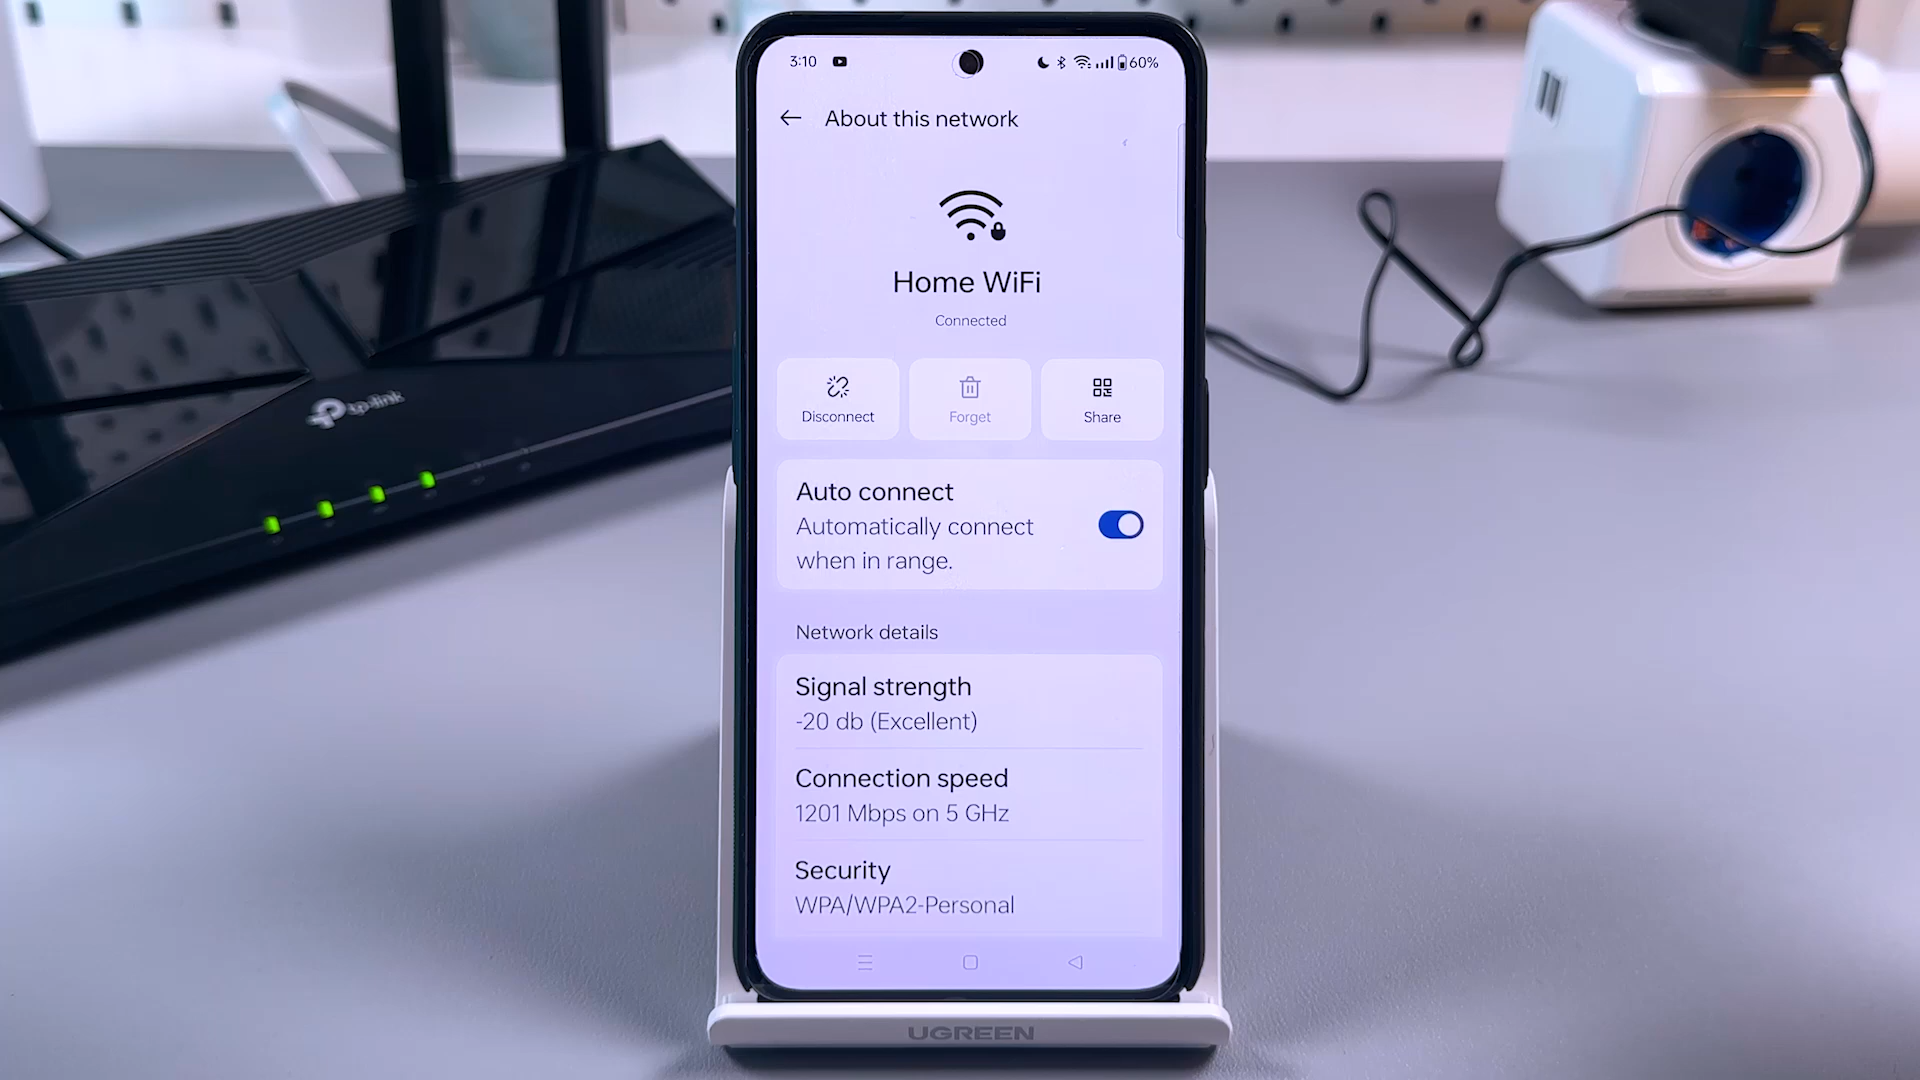 3:10
60%
About this network
Home WiFi
Connected
Disconnect
Forget
Share
Auto connect
Automatically connect
when in range.
Network details
Signal strength
-20 db (Excellent)
Connection speed
1201 Mbps on 5 GHz
Security
WPA/WPA2-Personal
tp-link
UGREEN